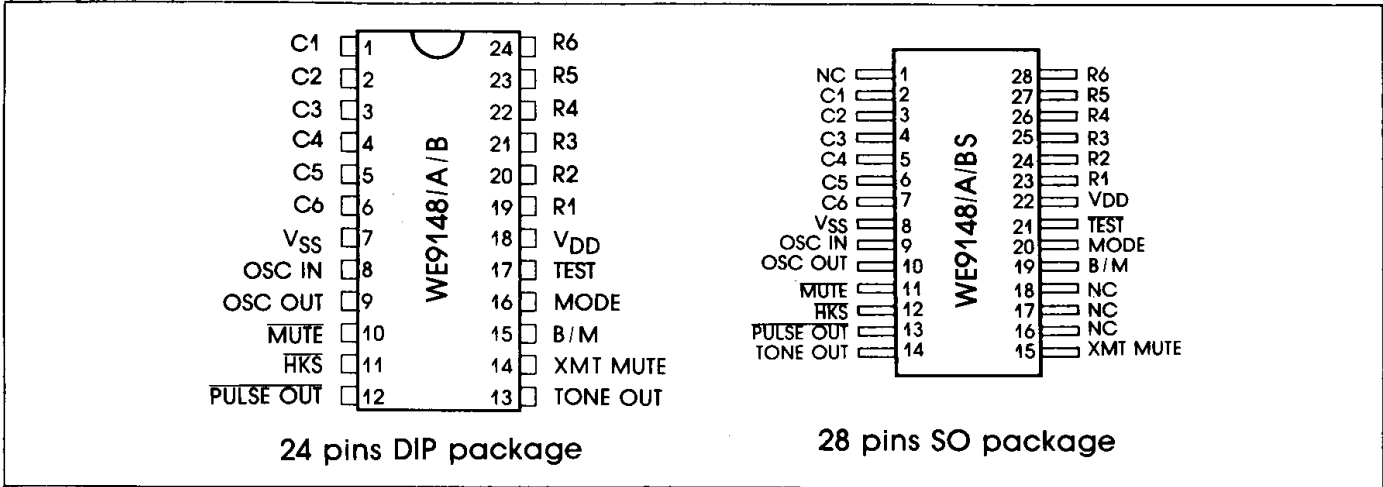 C1 1 24 R6
C2 2 23 R5
C3 3 22 R4
C4 4 21 R3
C5 5 20 R2
C6 6 19 R1
VSS 7 18 VDD
OSC IN 8 17 TEST
OSC OUT 9 16 MODE
MUTE 10 15 B/M
HKS 11 14 XMT MUTE
PULSE OUT 12 13 TONE OUT
WE9148/A/B
24 pins DIP package
NC 1 28 R6
C1 2 27 R5
C2 3 26 R4
C3 4 25 R3
C4 5 24 R2
C5 6 23 R1
C6 7 22 VDD
VSS 8 21 TEST
OSC IN 9 20 MODE
OSC OUT 10 19 B/M
MUTE 11 18 NC
HKS 12 17 NC
PULSE OUT 13 16 NC
TONE OUT 14 15 XMT MUTE
WE9148/A/BS
28 pins SO package